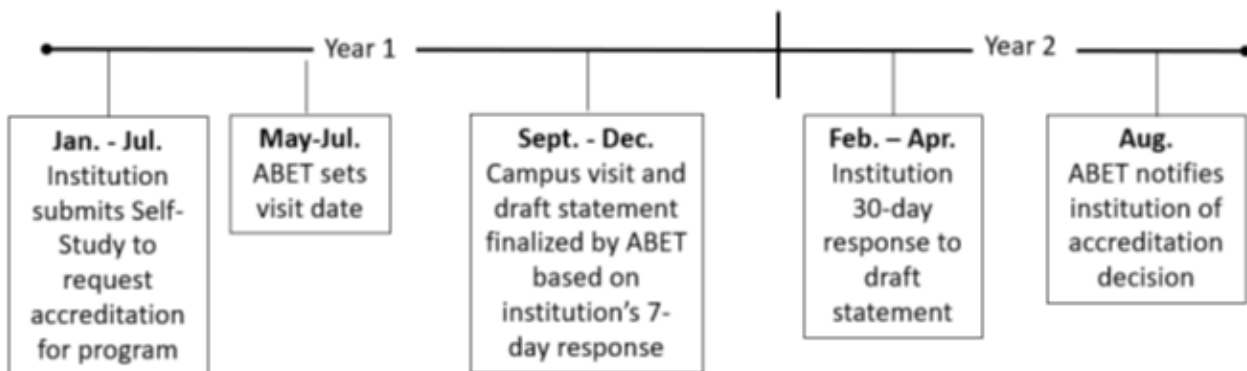 Year 1
Year 2
Jan. - Jul.
Institution
submits Self-
Study to
request
accreditation
for program
May-Jul.
ABET sets
visit date
Sept. - Dec.
Campus visit and
draft statement
finalized by ABET
based on
institution's 7-
day response
Feb. – Apr.
Institution
30-day
response to
draft
statement
Aug.
ABET notifies
institution of
accreditation
decision